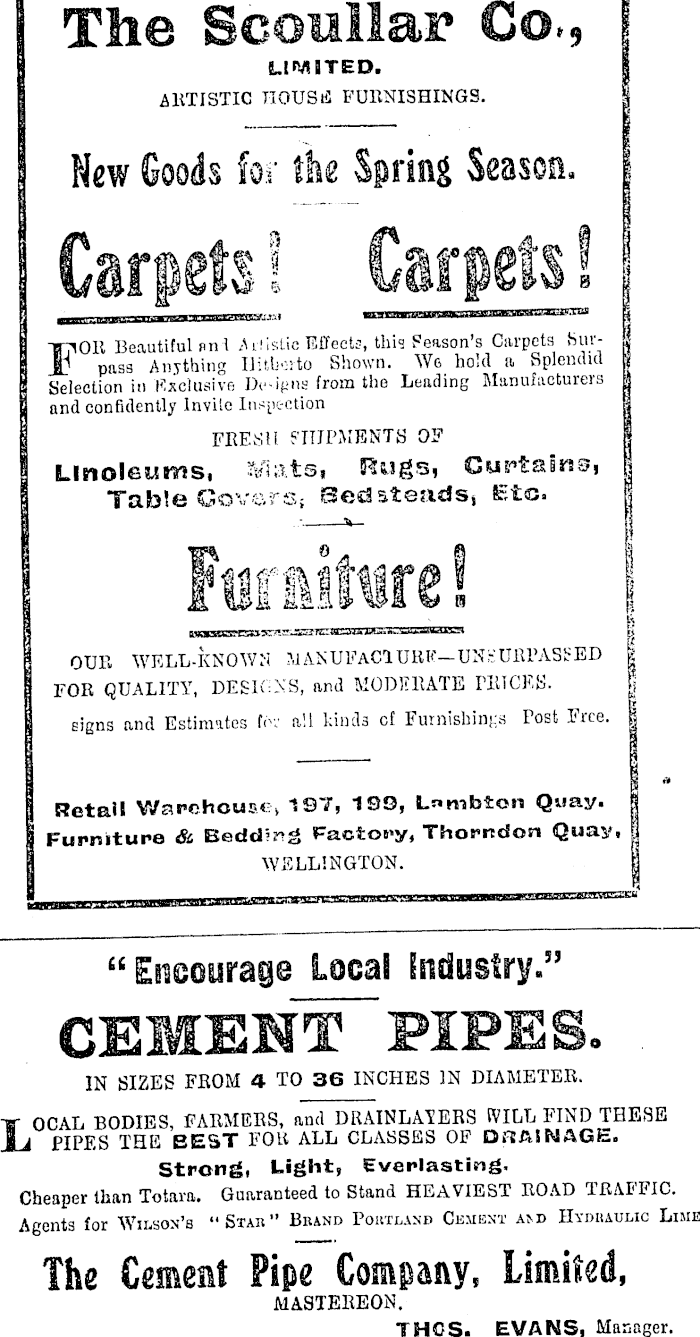 The Scoullar Co.,
LIMITED.
ARTISTIC HOUSE FURNISHINGS.
New Goods for the Spring Season.
Carpets! Carpets!
FOR Beautiful and Artistic Effects, this Season's Carpets Sur-
pass Anything Hitherto Shown. We hold a Splendid
Selection in Exclusive Designs from the Leading Manufacturers
and confidently Invite Inspection
FRESH SHIPMENTS OF
Linoleums, Mats, Rugs, Curtains,
Table Covers, Bedsteads, Etc.
Furniture!
OUR WELL-KNOWN MANUFACTURE—UNSURPASSED
FOR QUALITY, DESIGNS, and MODERATE PRICES.
signs and Estimates for all kinds of Furnishings Post Free.
Retail Warehouse, 197, 199, Lambton Quay.
Furniture & Bedding Factory, Thorndon Quay,
WELLINGTON.
"Encourage Local Industry."
CEMENT PIPES.
IN SIZES FROM 4 TO 36 INCHES IN DIAMETER.
LOCAL BODIES, FARMERS, and DRAINLAYERS WILL FIND THESE
PIPES THE BEST FOR ALL CLASSES OF DRAINAGE.
Strong, Light, Everlasting.
Cheaper than Totara. Guaranteed to Stand HEAVIEST ROAD TRAFFIC.
Agents for WILSON'S "STAR" BRAND PORTLAND CEMENT AND HYDRAULIC LIME
The Cement Pipe Company, Limited,
MASTERTON.
THOS. EVANS, Manager.